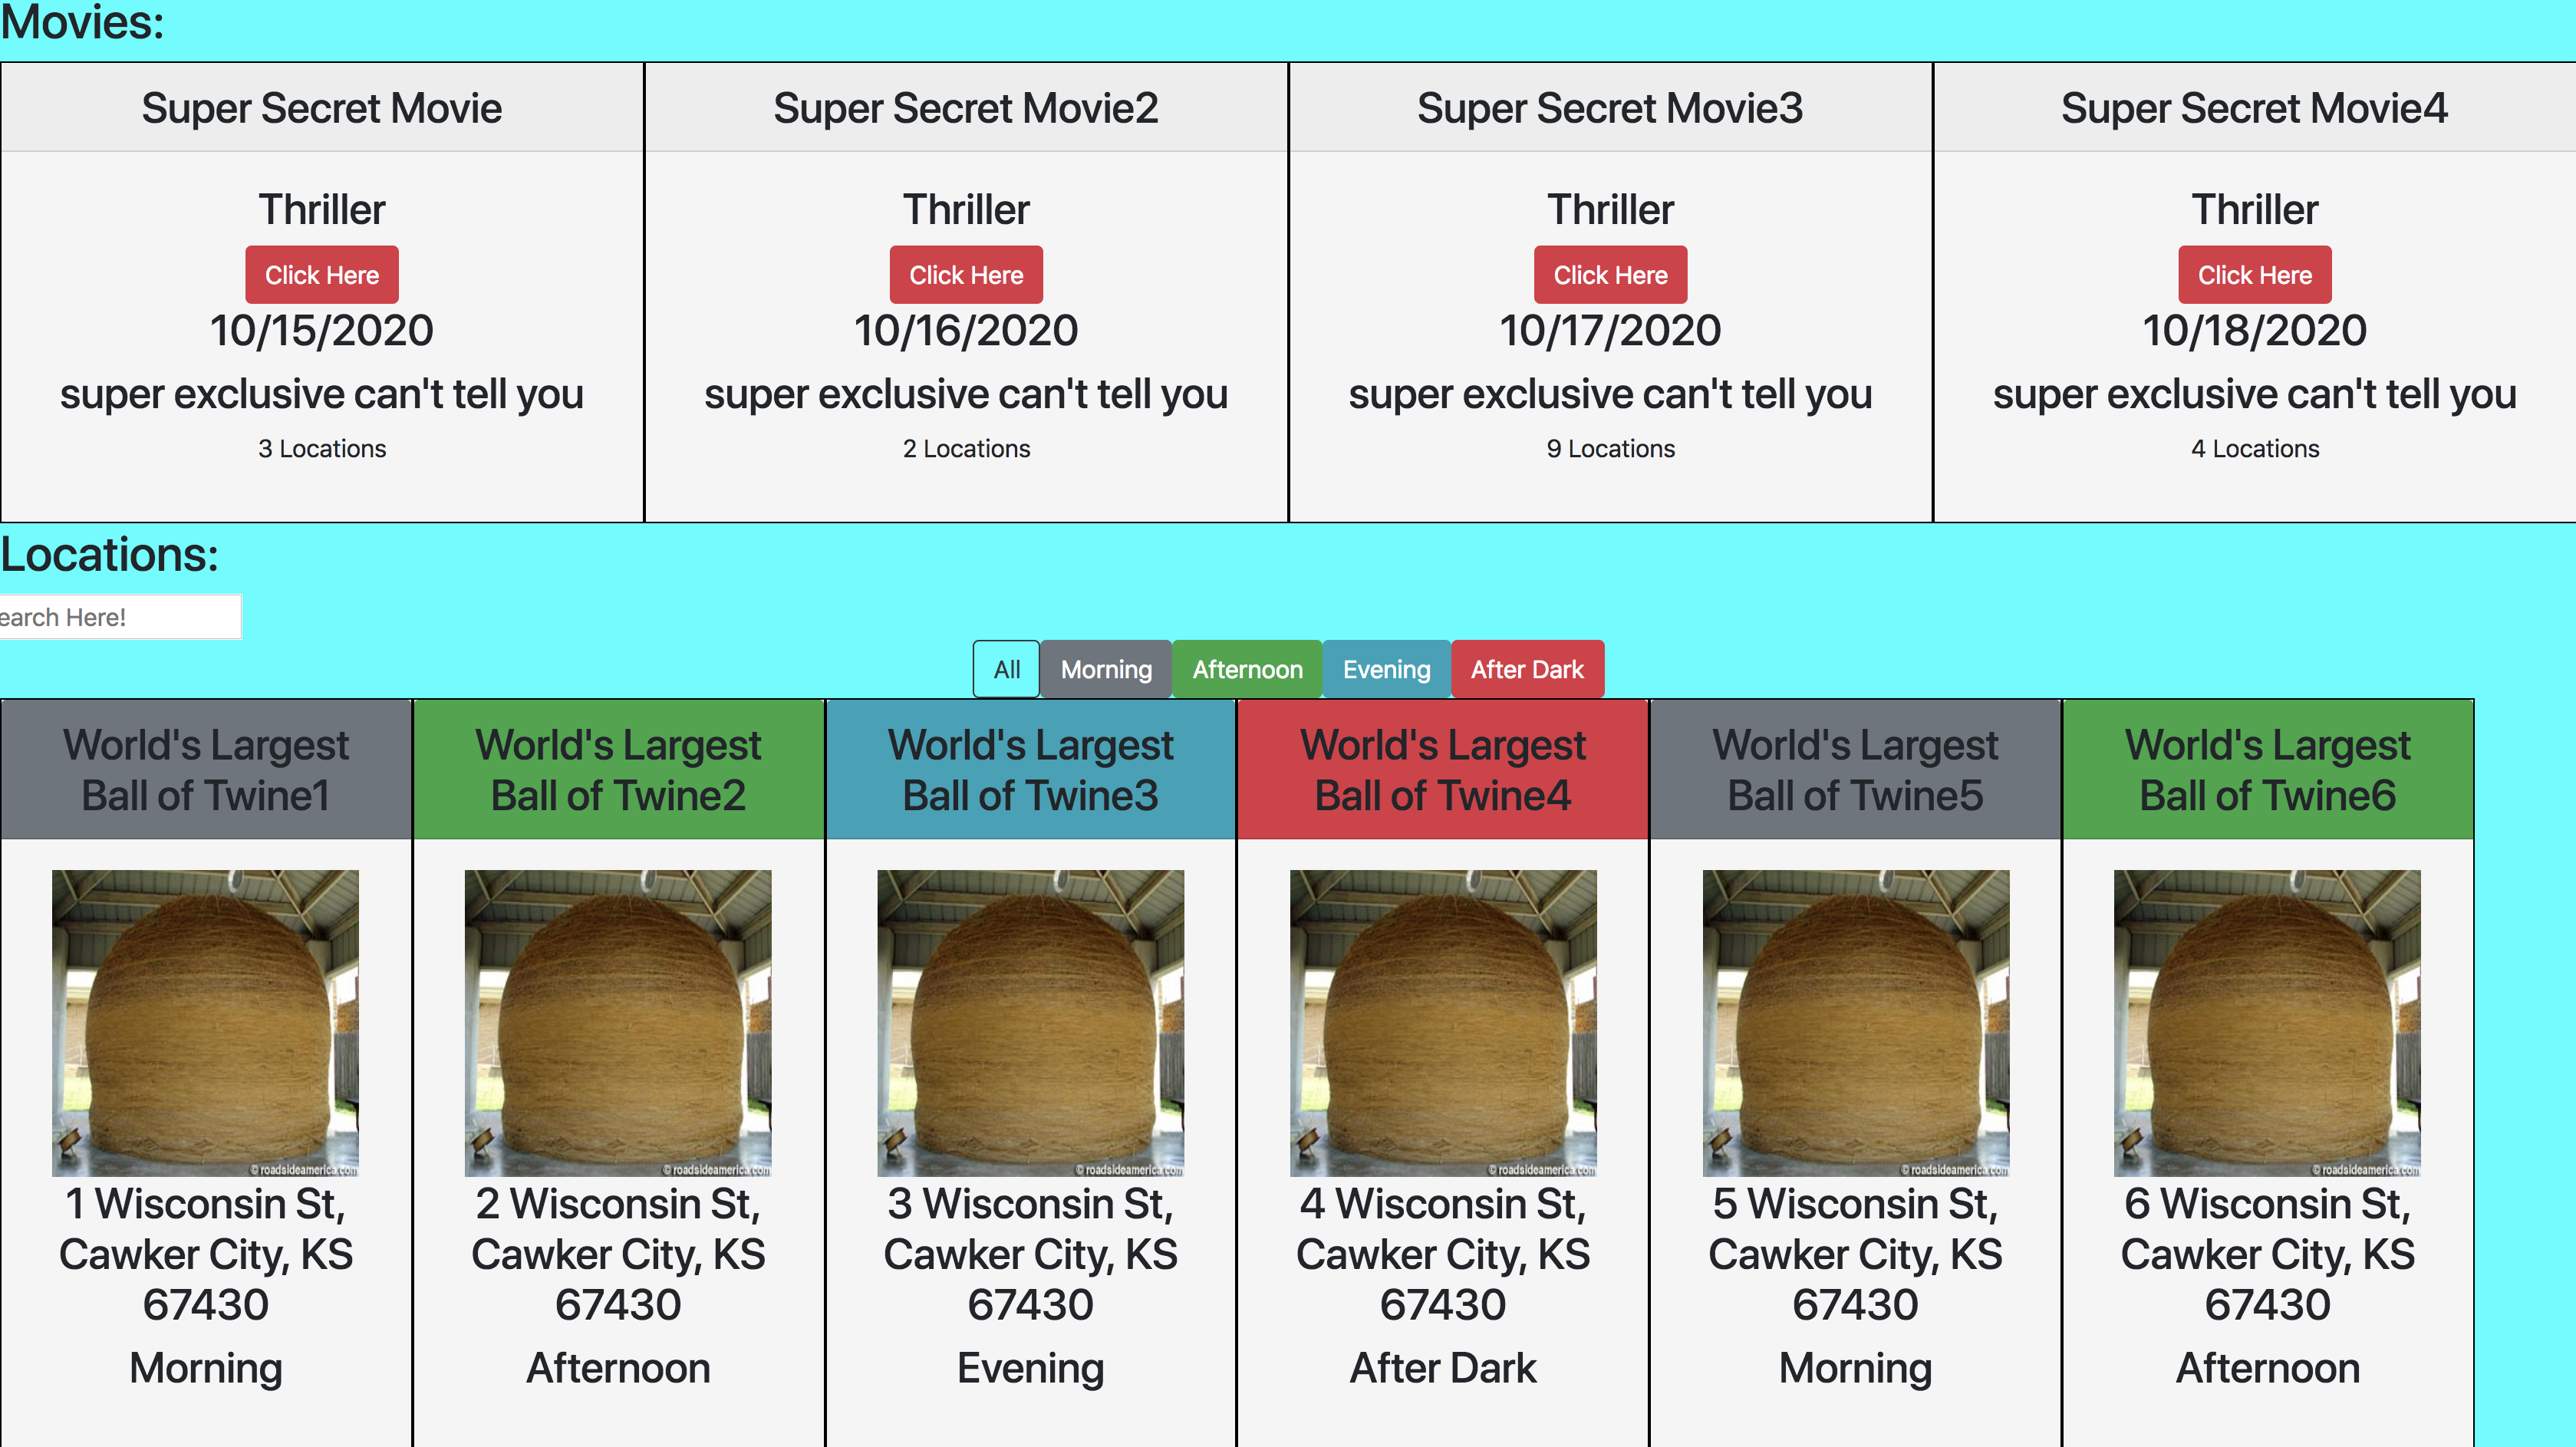 Movies:
Super Secret Movie
Super Secret Movie2
Super Secret Movie3
Super Secret Movie4
Thriller
Thriller
Thriller
Thriller
Click Here
Click Here
Click Here
Click Here
10/15/2020
10/16/2020
10/17/2020
10/18/2020
super exclusive can't tell you
super exclusive can't tell you
super exclusive can't tell you
super exclusive can't tell you
3 Locations
2 Locations
9 Locations
4 Locations
Locations:
earch Here!
All
Morning
Afternoon
Evening
After Dark
World's Largest
Ball of Twine1
World's Largest
Ball of Twine2
World's Largest
Ball of Twine3
World's Largest
Ball of Twine4
World's Largest
Ball of Twine5
World's Largest
Ball of Twine6
© roadsideamerica.com
© roadsideamerica.com
© roadsideamerica.com
© roadsideamerica.com
© roadsideamerica.com
© roadsideamerica.com
1 Wisconsin St,
Cawker City, KS
67430
Morning
2 Wisconsin St,
Cawker City, KS
67430
Afternoon
3 Wisconsin St,
Cawker City, KS
67430
Evening
4 Wisconsin St,
Cawker City, KS
67430
After Dark
5 Wisconsin St,
Cawker City, KS
67430
Morning
6 Wisconsin St,
Cawker City, KS
67430
Afternoon